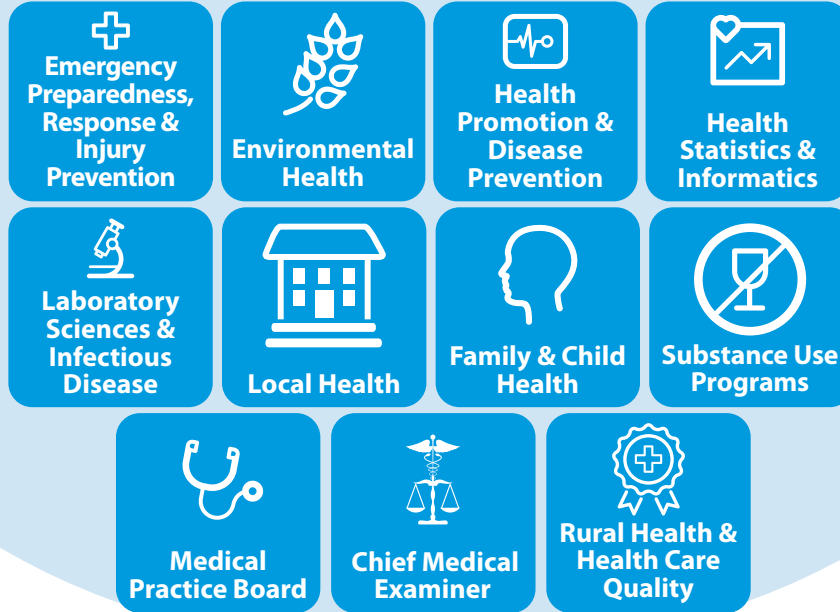 Emergency
Preparedness,
Response &
Injury
Prevention
Environmental
Health
Health
Promotion &
Disease
Prevention
Health
Statistics &
Informatics
Laboratory
Sciences &
Infectious
Disease
Local Health
Family & Child
Health
Substance Use
Programs
Medical
Practice Board
Chief Medical
Examiner
Rural Health &
Health Care
Quality